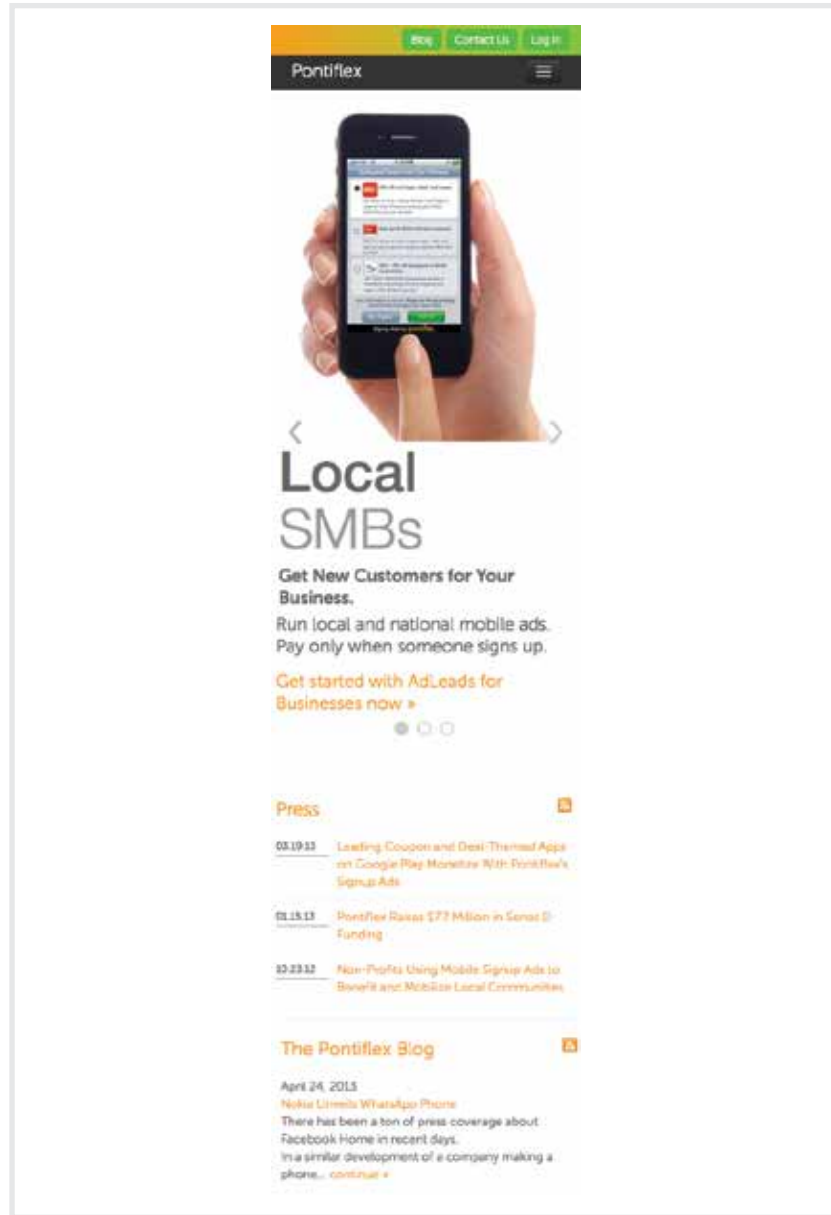 Blog Contact Us Log In
Pontiflex
Local
SMBs
Get New Customers for Your
Business.
Run local and national mobile ads.
Pay only when someone signs up.
Get started with AdLeads for
Businesses now »
Press
03.19.13 Leading Coupon and Deal-Themed Apps
on Google Play Monetize With Pontiflex's
Signup Ads
01.15.13 Pontiflex Raises $7.7 Million in Series D
Funding
10.23.12 Non-Profits Using Mobile Signup Ads to
Benefit and Mobilize Local Communities
The Pontiflex Blog
April 24, 2013
Nokia Unveils WhatsApp Phone
There has been a ton of press coverage about
Facebook Home in recent days.
In a similar development of a company making a
phone... continue »